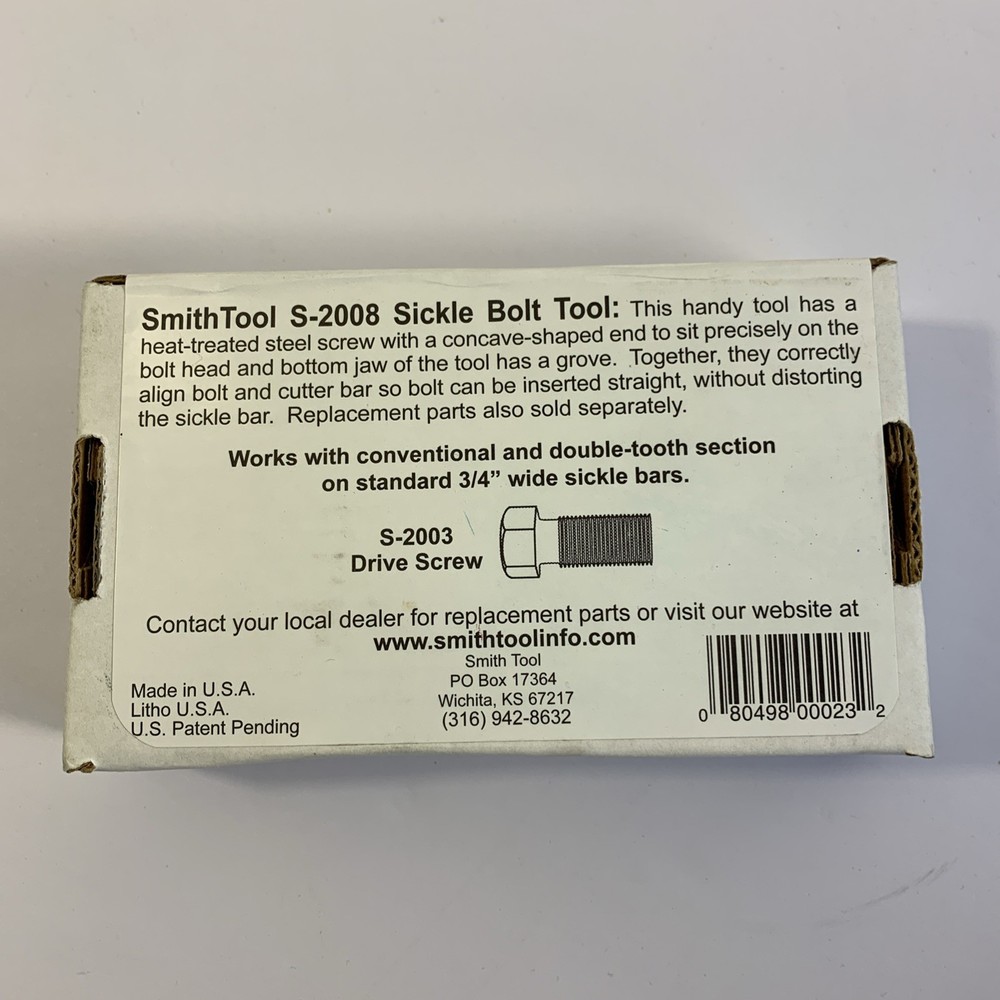 SmithTool S-2008 Sickle Bolt Tool: This handy tool has a
heat-treated steel screw with a concave-shaped end to sit precisely on the
bolt head and bottom jaw of the tool has a grove. Together, they correctly
align bolt and cutter bar so bolt can be inserted straight, without distorting
the sickle bar. Replacement parts also sold separately.
Works with conventional and double-tooth section
on standard 3/4” wide sickle bars.
S-2003
Drive Screw
Contact your local dealer for replacement parts or visit our website at
www.smithtoolinfo.com
Smith Tool
PO Box 17364
Wichita, KS 67217
(316) 942-8632
Made in U.S.A.
Litho U.S.A.
U.S. Patent Pending
0 80498 00023 2